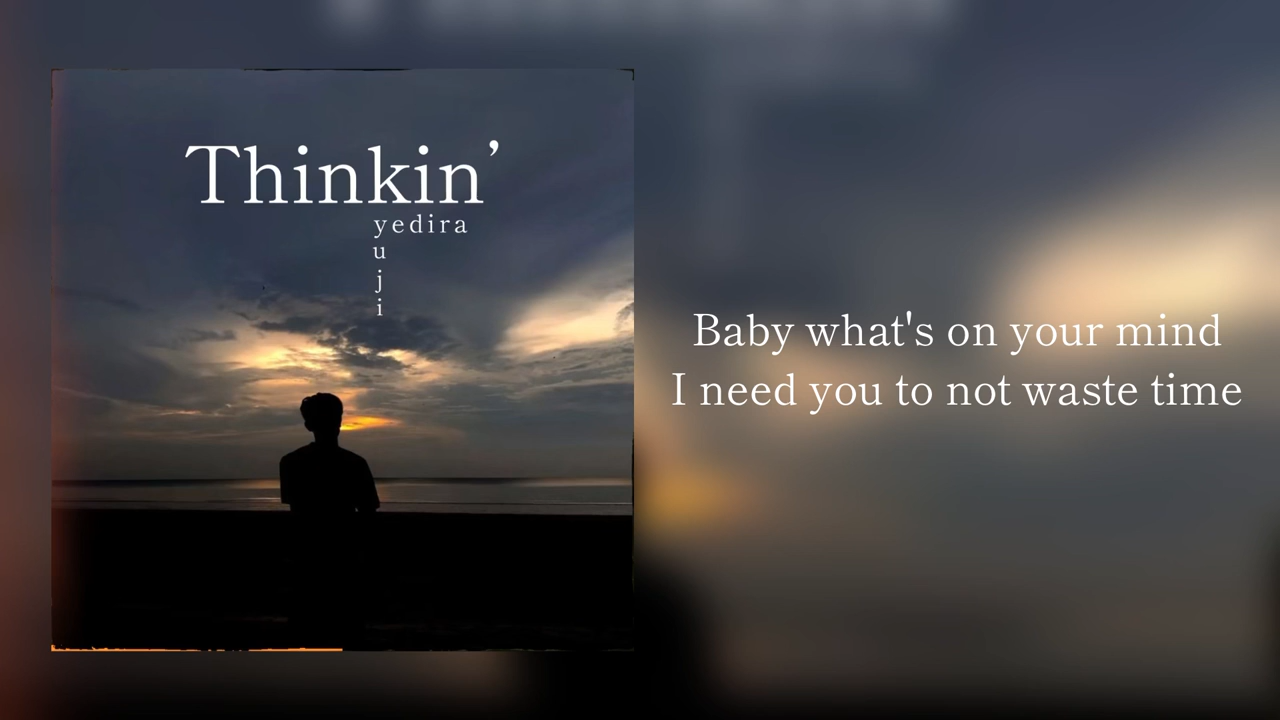 Thinkin’
yedira
u
j
i
Baby what's on your mind
I need you to not waste time